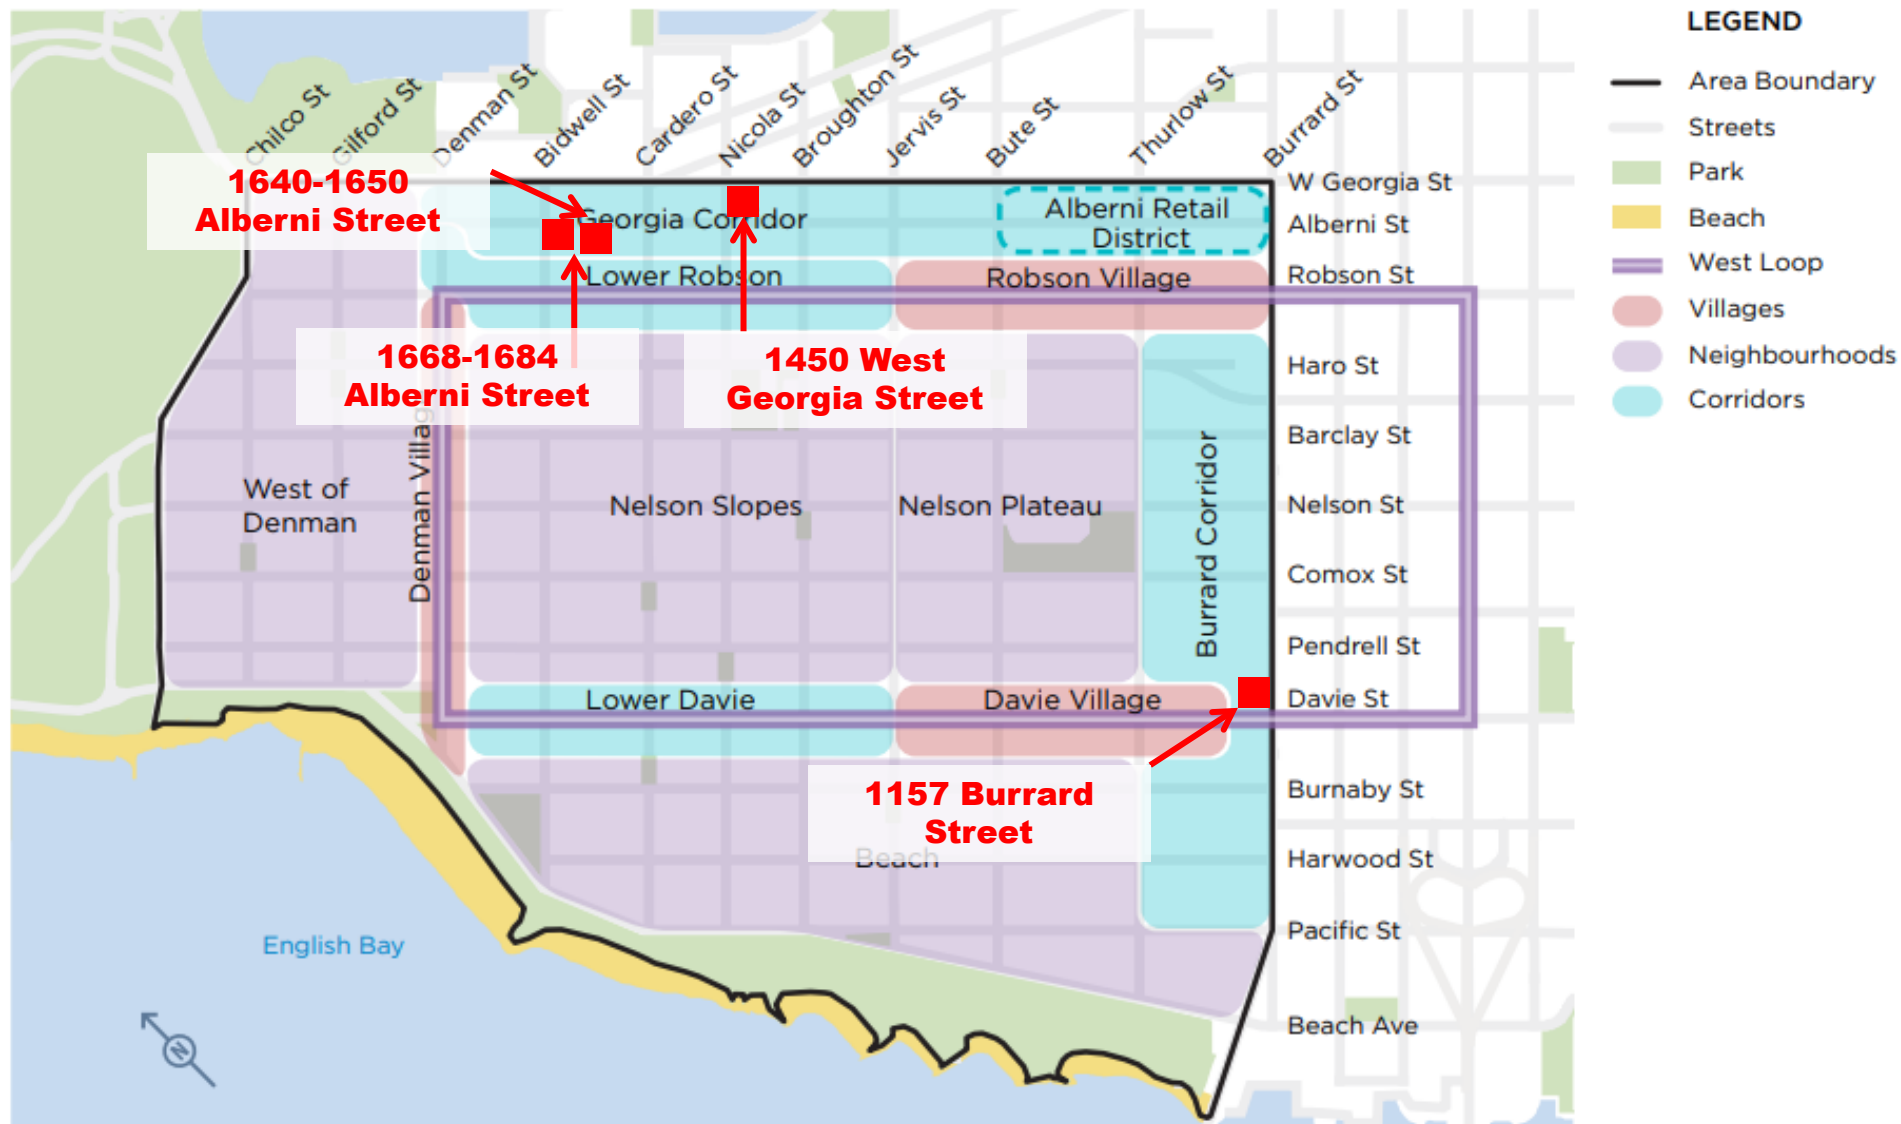 LEGEND
Area Boundary
Streets
Park
Beach
West Loop
Villages
Neighbourhoods
Corridors
Chilco St
Gilford St
Denman St
Bidwell St
Cardero St
Nicola St
Broughton St
Jervis St
Bute St
Thurlow St
Burrard St
W Georgia St
Alberni St
Robson St
Haro St
Barclay St
Nelson St
Comox St
Pendrell St
Davie St
Burnaby St
Harwood St
Pacific St
Beach Ave
1640-1650
Alberni Street
Georgia Corridor
Alberni Retail
District
Lower Robson
Robson Village
1668-1684
Alberni Street
1450 West
Georgia Street
West of
Denman
Denman Village
Nelson Slopes
Nelson Plateau
Burrard Corridor
Lower Davie
Davie Village
1157 Burrard
Street
Beach
English Bay
N